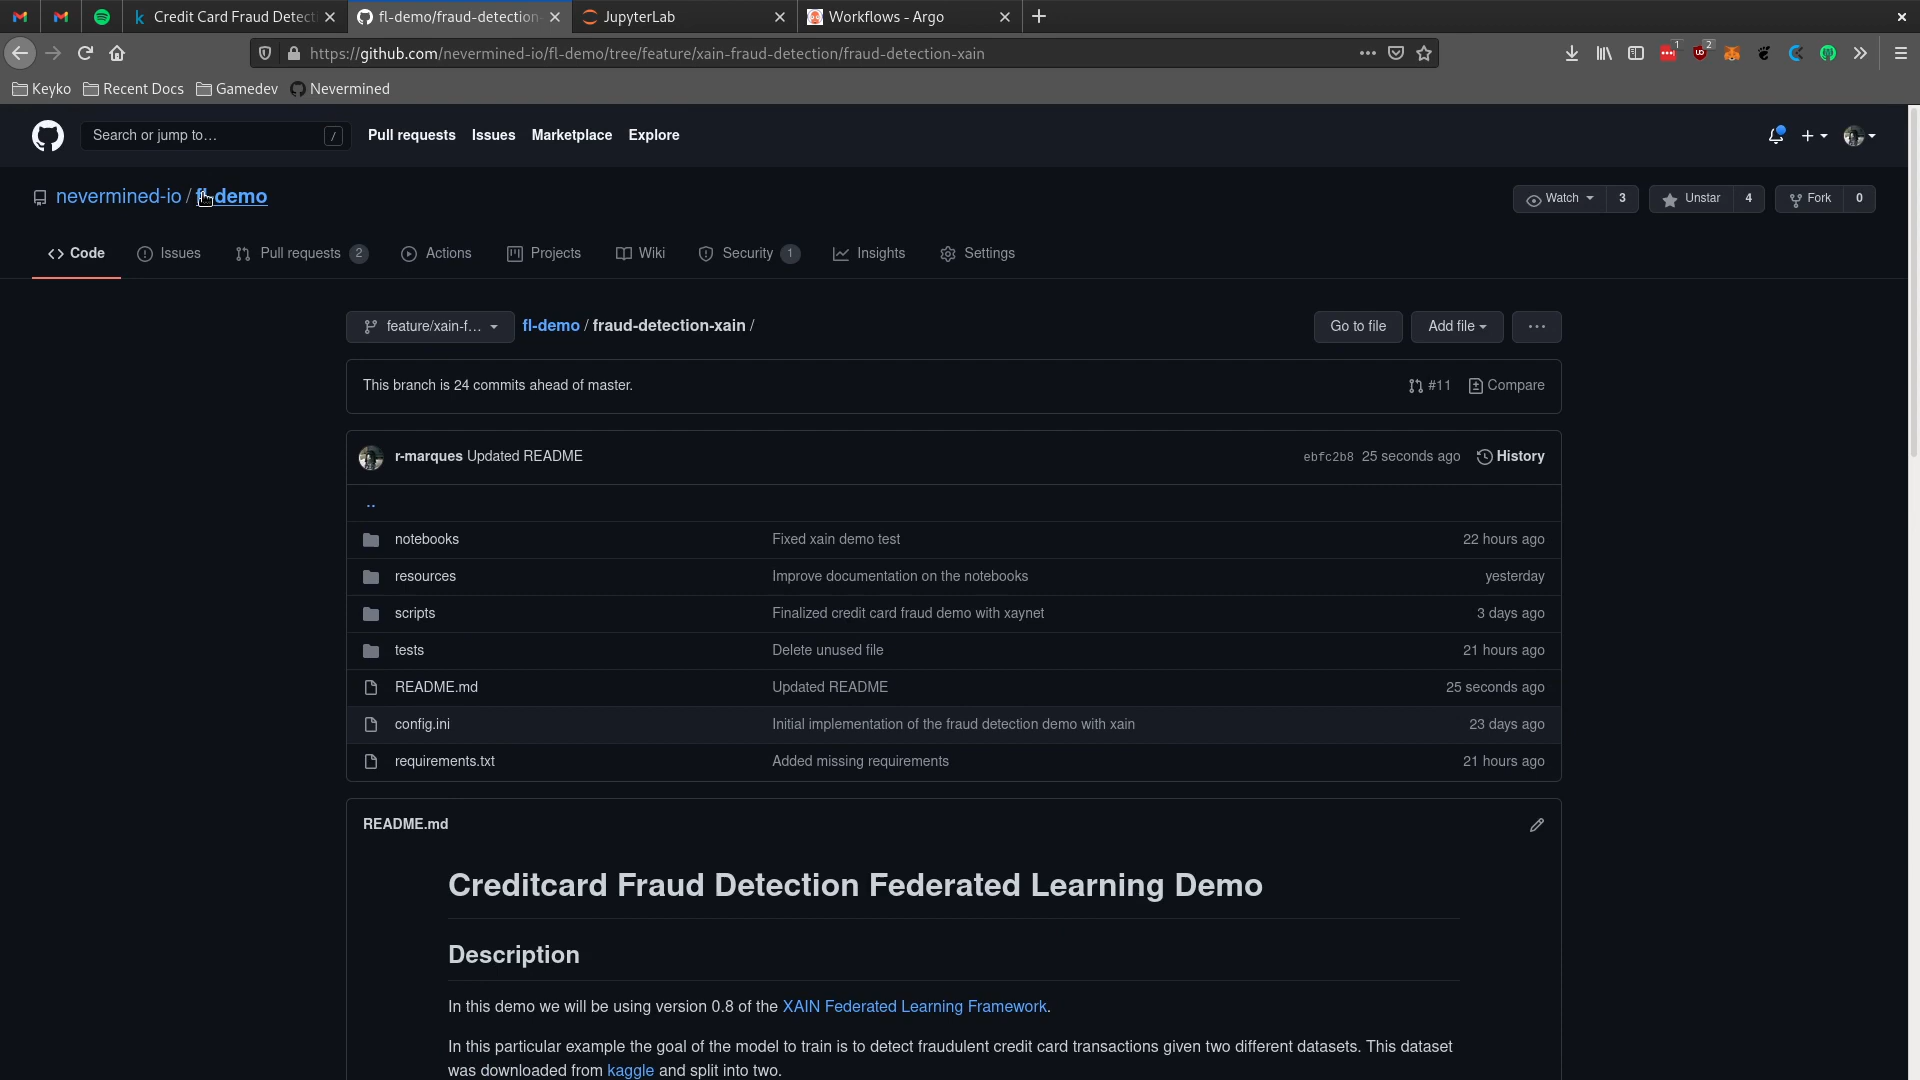 Credit Card Fraud Detecti
fl-demo/fraud-detection-
JupyterLab
Workflows - Argo
https://github.com/nevermined-io/fl-demo/tree/feature/xain-fraud-detection/fraud-detection-xain
1
2
Keyko
Recent Docs
Gamedev
Nevermined
Search or jump to…
/
Pull requests
Issues
Marketplace
Explore
nevermined-io / fl-demo
Watch
3
Unstar
4
Fork
0
Code
Issues
Pull requests 2
Actions
Projects
Wiki
Security 1
Insights
Settings
feature/xain-f…
fl-demo / fraud-detection-xain /
Go to file
Add file
This branch is 24 commits ahead of master.
#11
Compare
r-marques Updated README
ebfc2b8 25 seconds ago
History
..
notebooks Fixed xain demo test 22 hours ago
resources Improve documentation on the notebooks yesterday
scripts Finalized credit card fraud demo with xaynet 3 days ago
tests Delete unused file 21 hours ago
README.md Updated README 25 seconds ago
config.ini Initial implementation of the fraud detection demo with xain 23 days ago
requirements.txt Added missing requirements 21 hours ago
README.md
Creditcard Fraud Detection Federated Learning Demo
Description
In this demo we will be using version 0.8 of the XAIN Federated Learning Framework.
In this particular example the goal of the model to train is to detect fraudulent credit card transactions given two different datasets. This dataset
was downloaded from kaggle and split into two.